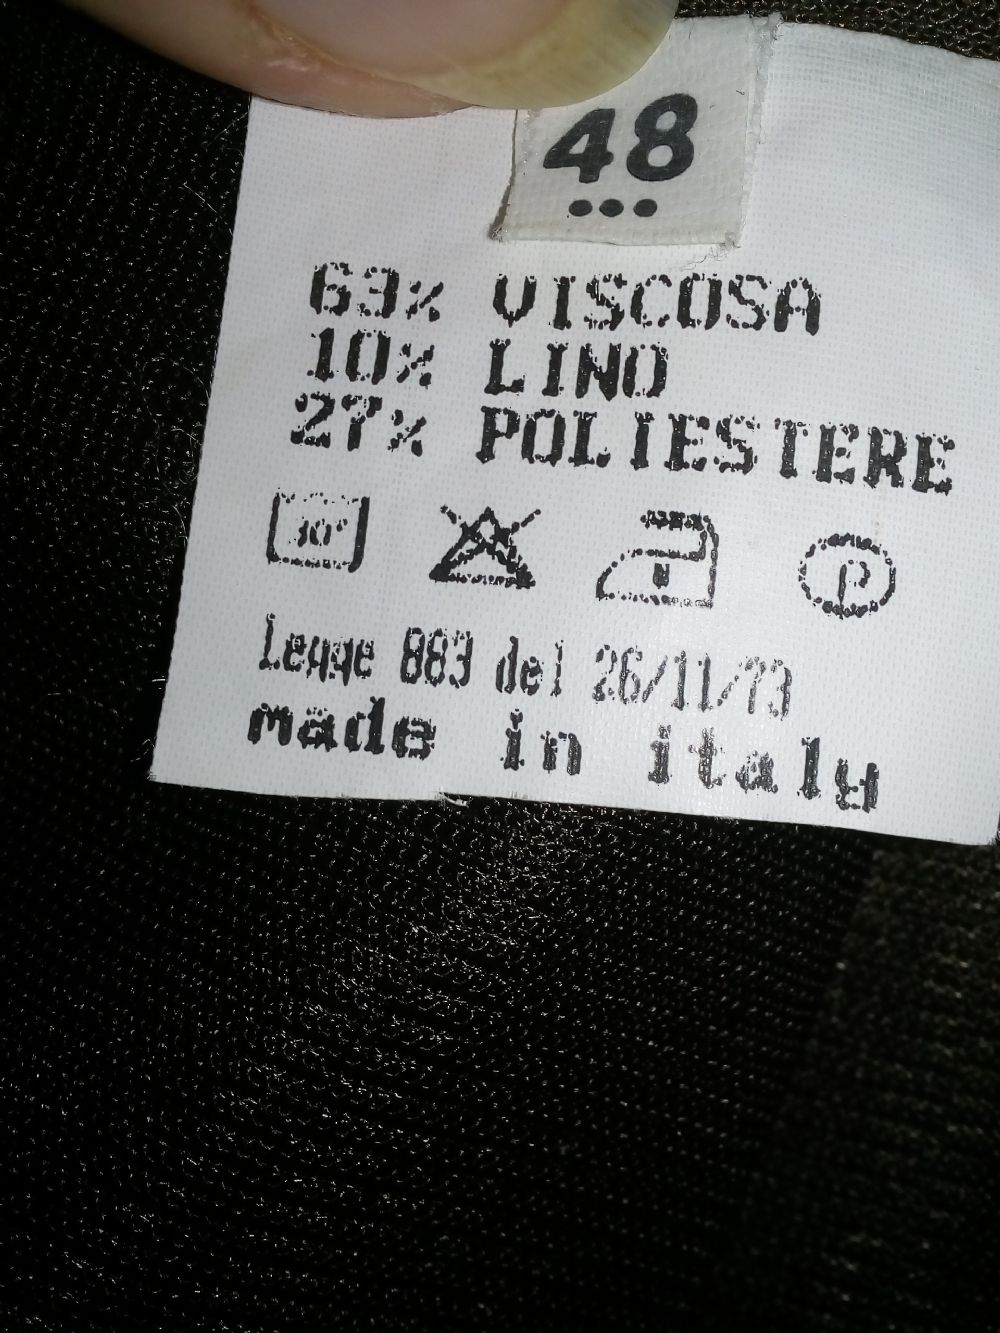 48
63% VISCOSA
10% LINO
27% POLIESTERE
30° P
Legge 883 del 26/11/73
made in italy